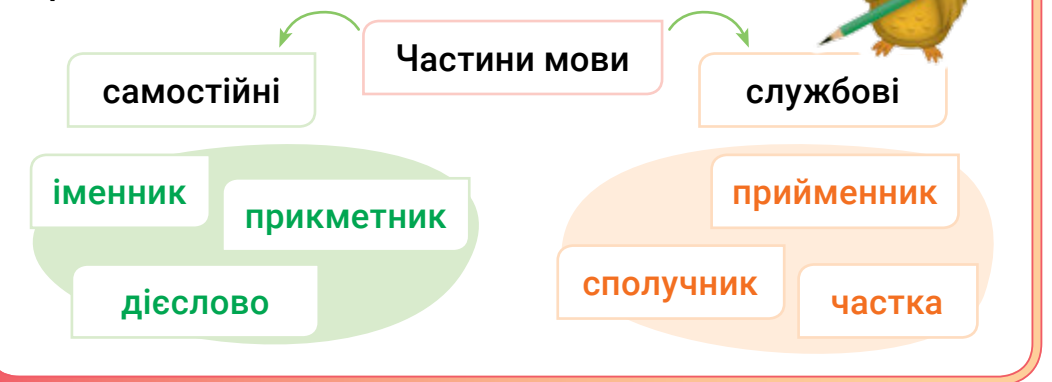 Частини мови
самостійні
службові
іменник
прикметник
дієслово
прийменник
сполучник
частка